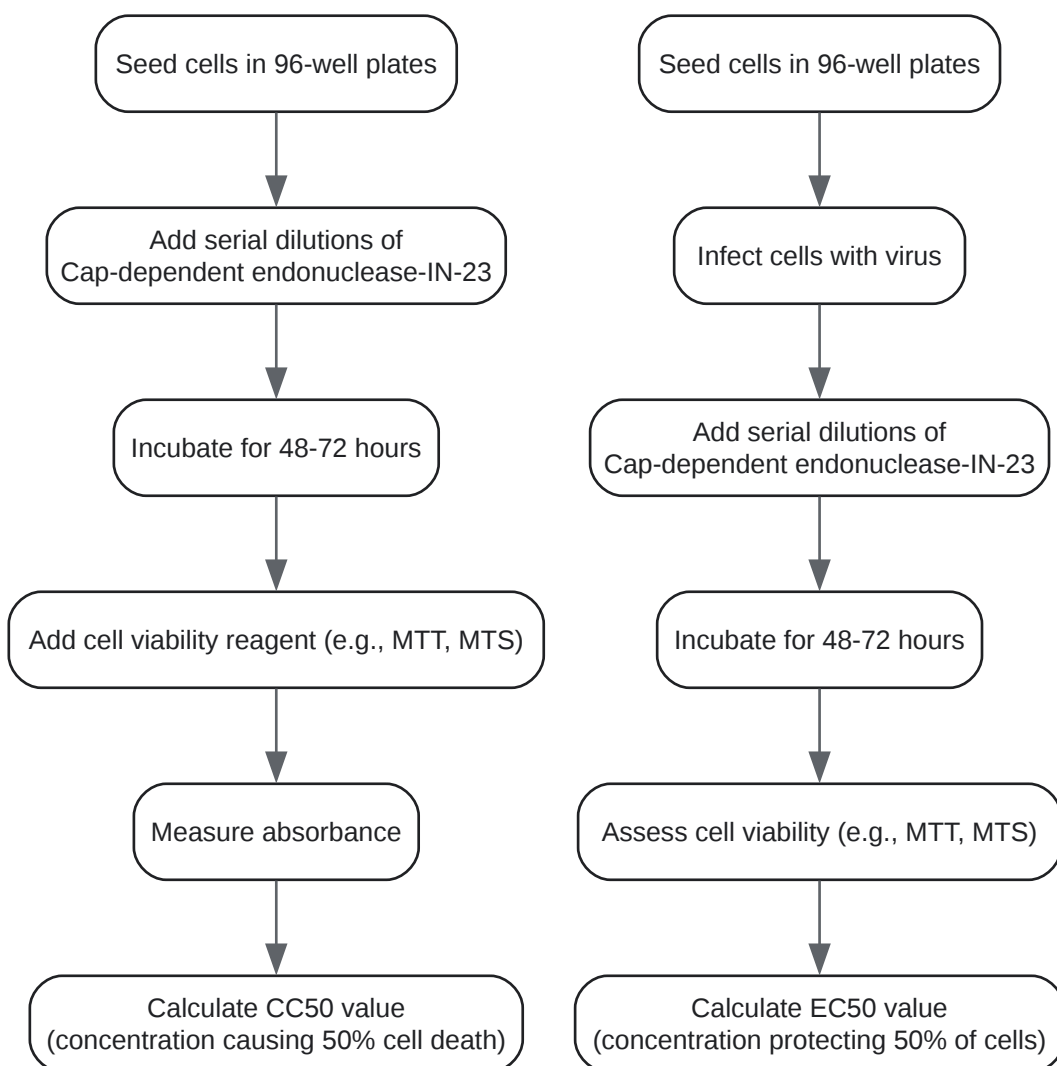 Seed cells in 96-well plates
Add serial dilutions of
Cap-dependent endonuclease-IN-23
Incubate for 48-72 hours
Add cell viability reagent (e.g., MTT, MTS)
Measure absorbance
Calculate CC50 value
(concentration causing 50% cell death)
Seed cells in 96-well plates
Infect cells with virus
Add serial dilutions of
Cap-dependent endonuclease-IN-23
Incubate for 48-72 hours
Assess cell viability (e.g., MTT, MTS)
Calculate EC50 value
(concentration protecting 50% of cells)